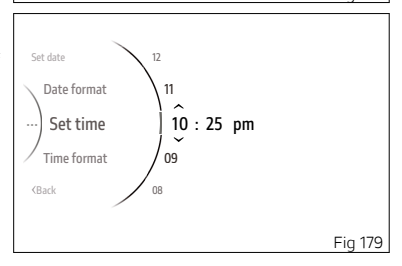 Set date 12
Date format 11
... Set time 10 : 25 pm
Time format 09
‹Back 08
Fig 179